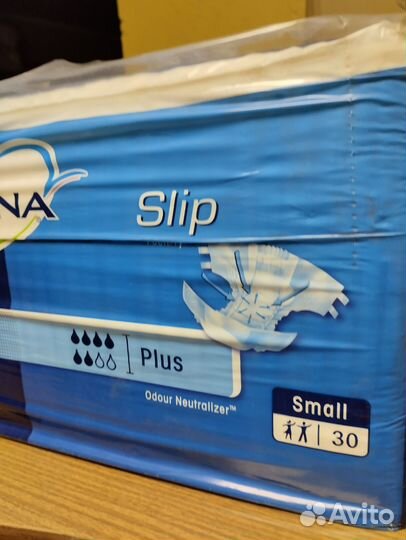 NA
Slip
Plus
Odour Neutralizer™
Small
30
Avito